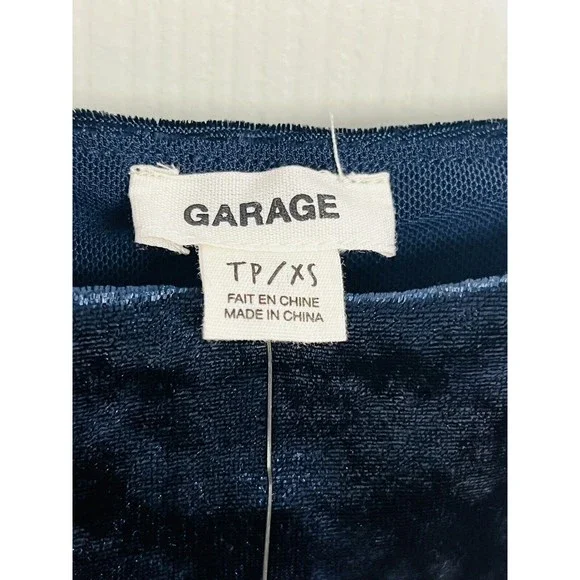 GARAGE
TP/XS
FAIT EN CHINE
MADE IN CHINA